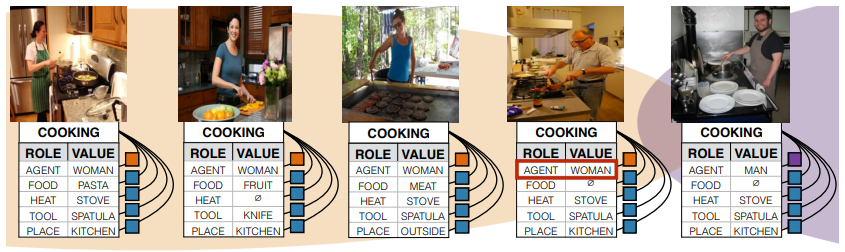 COOKING
ROLE VALUE
AGENT WOMAN
FOOD PASTA
HEAT STOVE
TOOL SPATULA
PLACE KITCHEN
COOKING
ROLE VALUE
AGENT WOMAN
FOOD FRUIT
HEAT ∅
TOOL KNIFE
PLACE KITCHEN
COOKING
ROLE VALUE
AGENT WOMAN
FOOD MEAT
HEAT STOVE
TOOL SPATULA
PLACE OUTSIDE
COOKING
ROLE VALUE
AGENT WOMAN
FOOD ∅
HEAT STOVE
TOOL SPATULA
PLACE KITCHEN
COOKING
ROLE VALUE
AGENT MAN
FOOD ∅
HEAT STOVE
TOOL SPATULA
PLACE KITCHEN